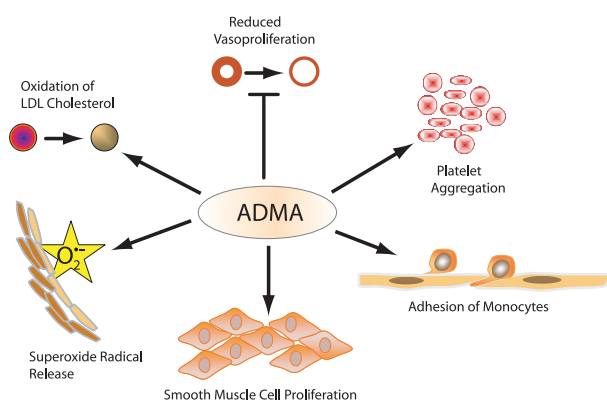 Reduced
Vasoproliferation
Oxidation of
LDL Cholesterol
Platelet
Aggregation
ADMA
O₂•-
Adhesion of Monocytes
Superoxide Radical
Release
Smooth Muscle Cell Proliferation